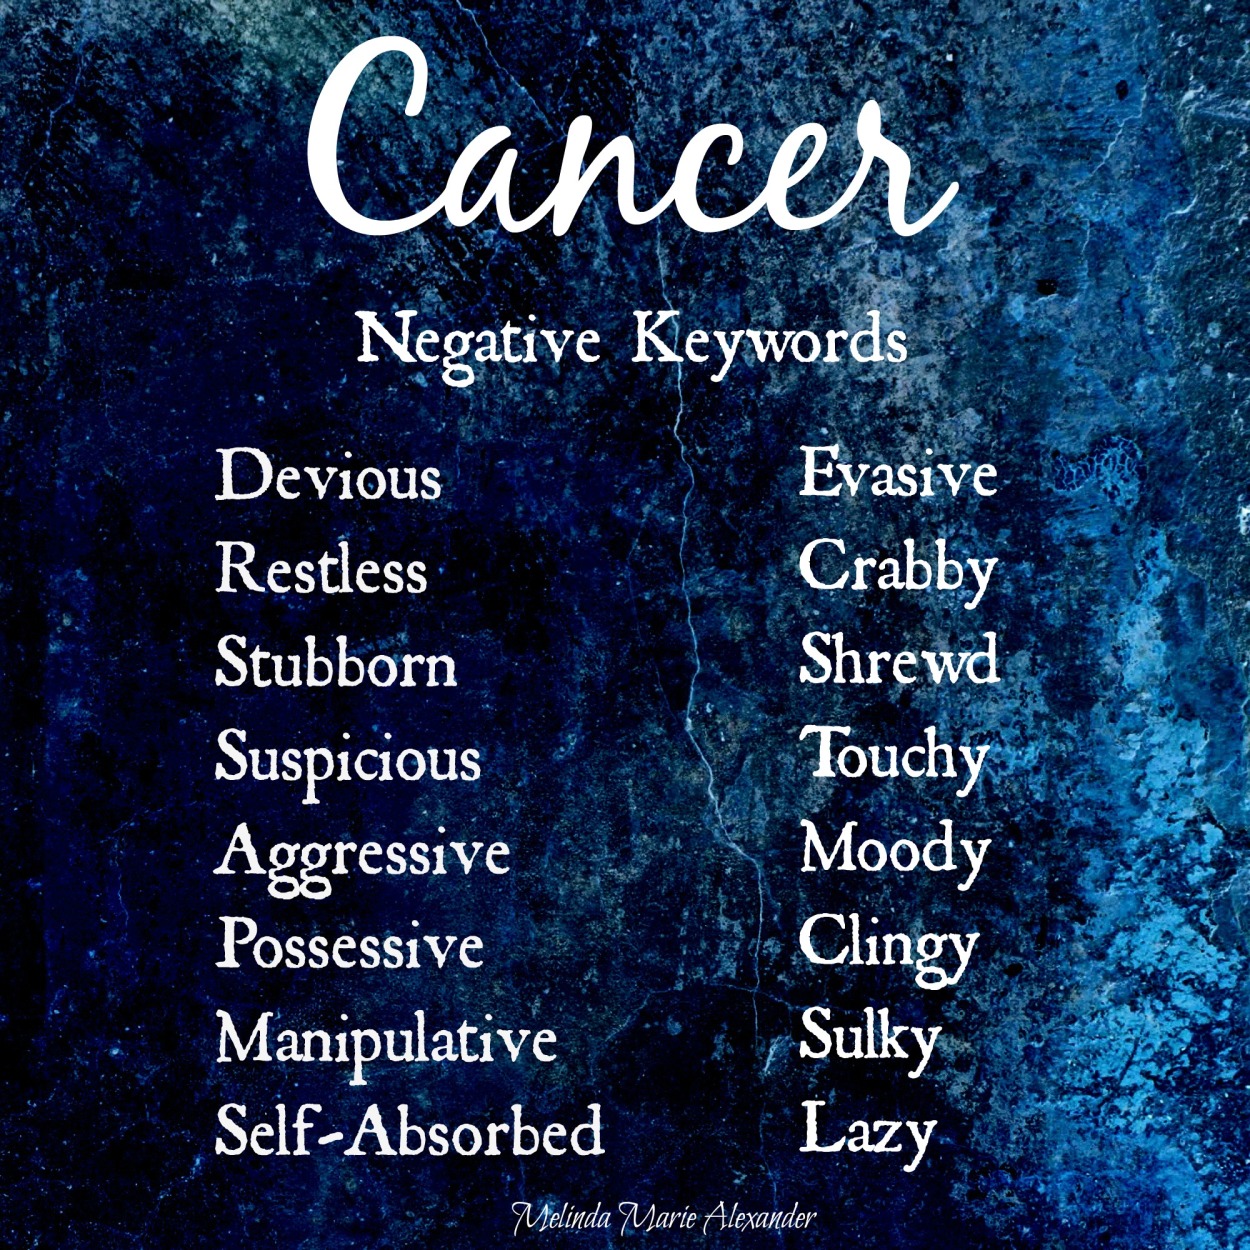 Cancer
Negative Keywords
Devious
Restless
Stubborn
Suspicious
Aggressive
Possessive
Manipulative
Self-Absorbed
Evasive
Crabby
Shrewd
Touchy
Moody
Clingy
Sulky
Lazy
Melinda Marie Alexander